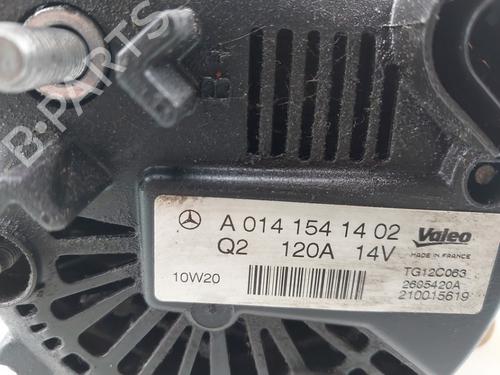 B-PARTS
A 014 154 14 02
Valeo
Q2 120A 14V
MADE IN FRANCE
10W20
TG12C063
2605420A
210015619